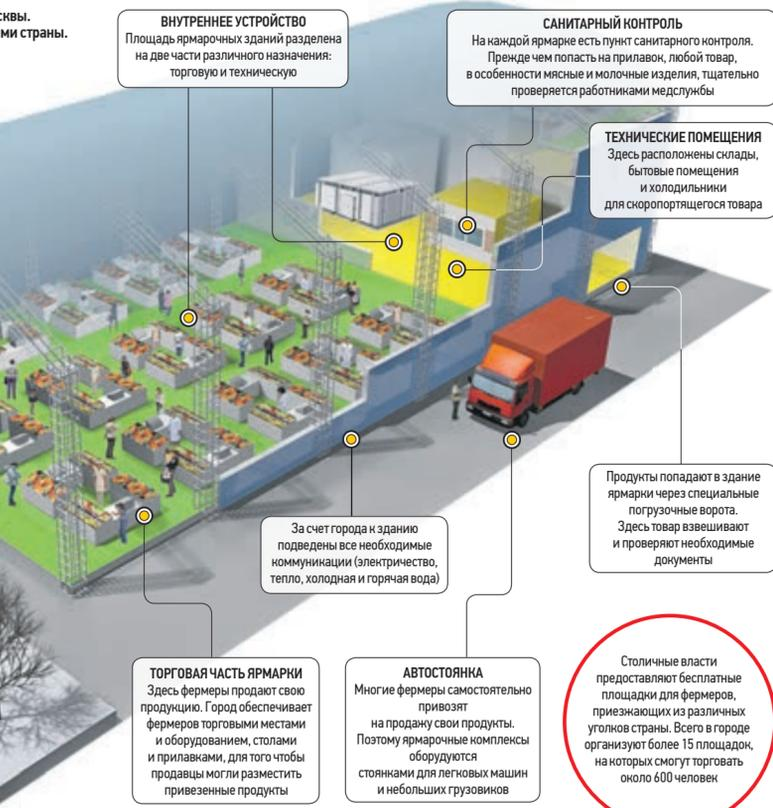 сквы.
ми страны.
ВНУТРЕННЕЕ УСТРОЙСТВО
Площадь ярмарочных зданий разделена
на две части различного назначения:
торговую и техническую
САНИТАРНЫЙ КОНТРОЛЬ
На каждой ярмарке есть пункт санитарного контроля.
Прежде чем попасть на прилавок, любой товар,
в особенности мясные и молочные изделия, тщательно
проверяется работниками медслужбы
ТЕХНИЧЕСКИЕ ПОМЕЩЕНИЯ
Здесь расположены склады,
бытовые помещения
и холодильники
для скоропортящегося товара
Продукты попадают в здание
ярмарки через специальные
погрузочные ворота.
Здесь товар взвешивают
и проверяют необходимые
документы
За счет города к зданию
подведены все необходимые
коммуникации (электричество,
тепло, холодная и горячая вода)
ТОРГОВАЯ ЧАСТЬ ЯРМАРКИ
Здесь фермеры продают свою
продукцию. Город обеспечивает
фермеров торговыми местами
и оборудованием, столами
и прилавками, для того чтобы
продавцы могли разместить
привезенные продукты
АВТОСТОЯНКА
Многие фермеры самостоятельно
привозят
на продажу свои продукты.
Поэтому ярмарочные комплексы
оборудуются
стоянками для легковых машин
и небольших грузовиков
Столичные власти
предоставляют бесплатные
площадки для фермеров,
приезжающих из различных
уголков страны. Всего в городе
организуют более 15 площадок,
на которых смогут торговать
около 600 человек